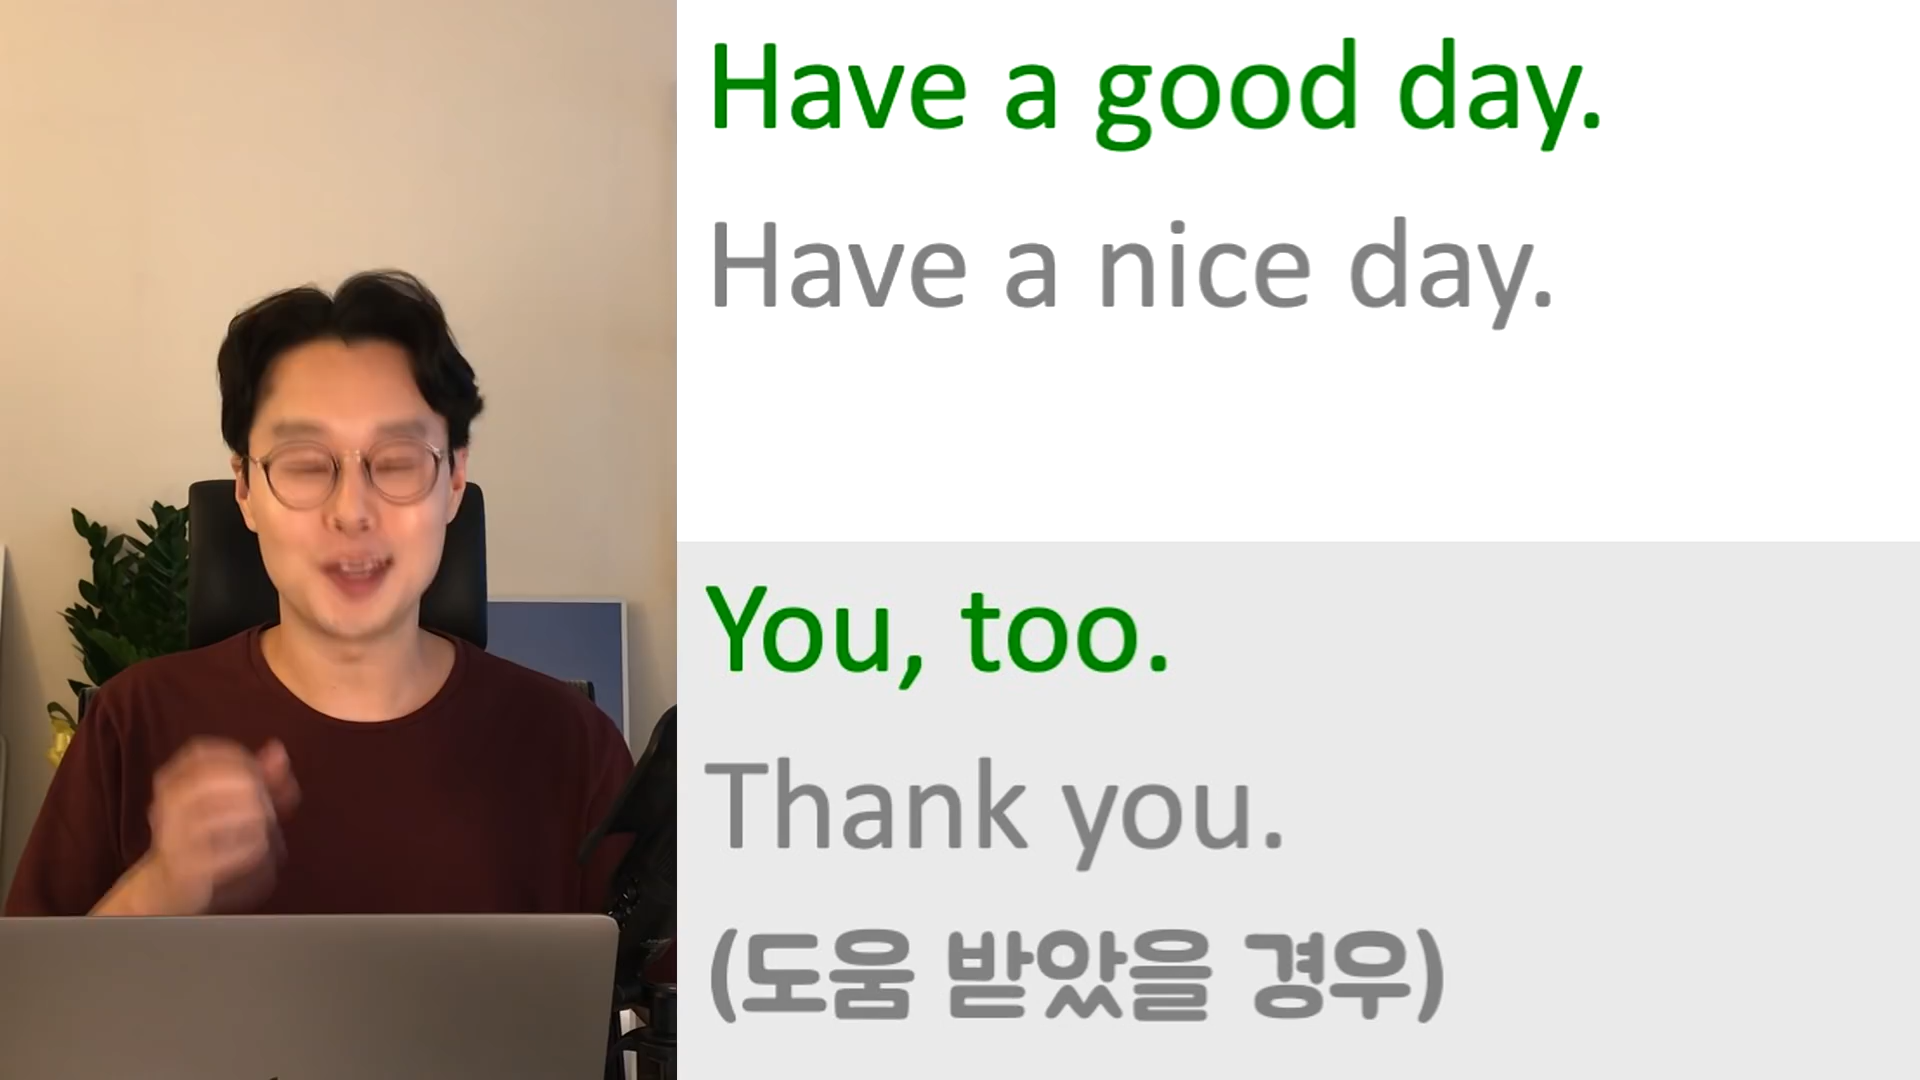 Have a good day.
Have a nice day.
You, too.
Thank you.
(도움 받았을 경우)